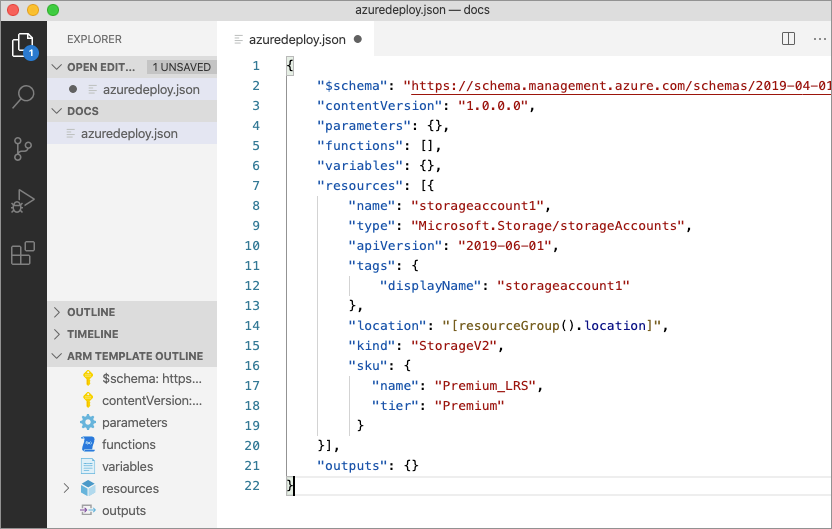 azuredeploy.json — docs
1
EXPLORER
OPEN EDIT... 1 UNSAVED
azuredeploy.json
DOCS
azuredeploy.json
OUTLINE
TIMELINE
ARM TEMPLATE OUTLINE
$schema: https...
contentVersion:...
parameters
functions
variables
resources
outputs
azuredeploy.json
1 {
2 "$schema": "https://schema.management.azure.com/schemas/2019-04-01
3 "contentVersion": "1.0.0.0",
4 "parameters": {},
5 "functions": [],
6 "variables": {},
7 "resources": [{
8 "name": "storageaccount1",
9 "type": "Microsoft.Storage/storageAccounts",
10 "apiVersion": "2019-06-01",
11 "tags": {
12 "displayName": "storageaccount1"
13 },
14 "location": "[resourceGroup().location]",
15 "kind": "StorageV2",
16 "sku": {
17 "name": "Premium_LRS",
18 "tier": "Premium"
19 }
20 }],
21 "outputs": {}
22 }